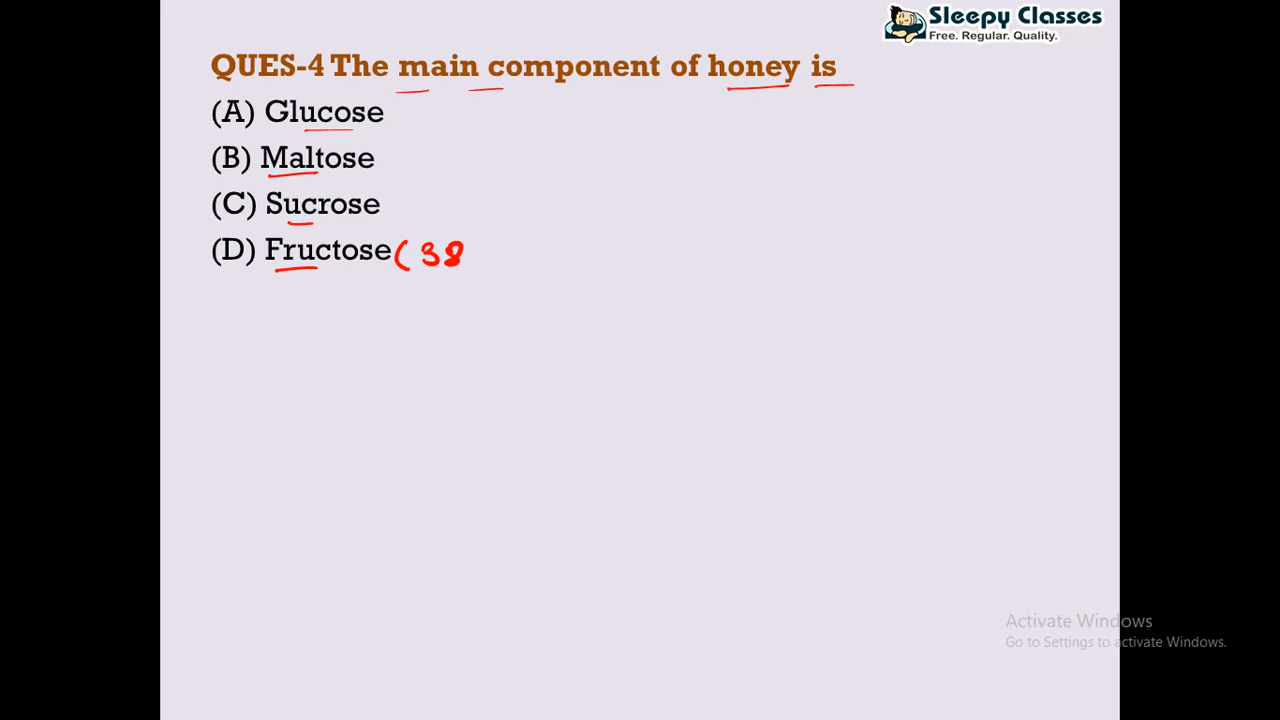 Sleepy Classes
Free. Regular. Quality.
QUES-4 The main component of honey is
(A) Glucose
(B) Maltose
(C) Sucrose
(D) Fructose ( 38
Activate Windows
Go to Settings to activate Windows.